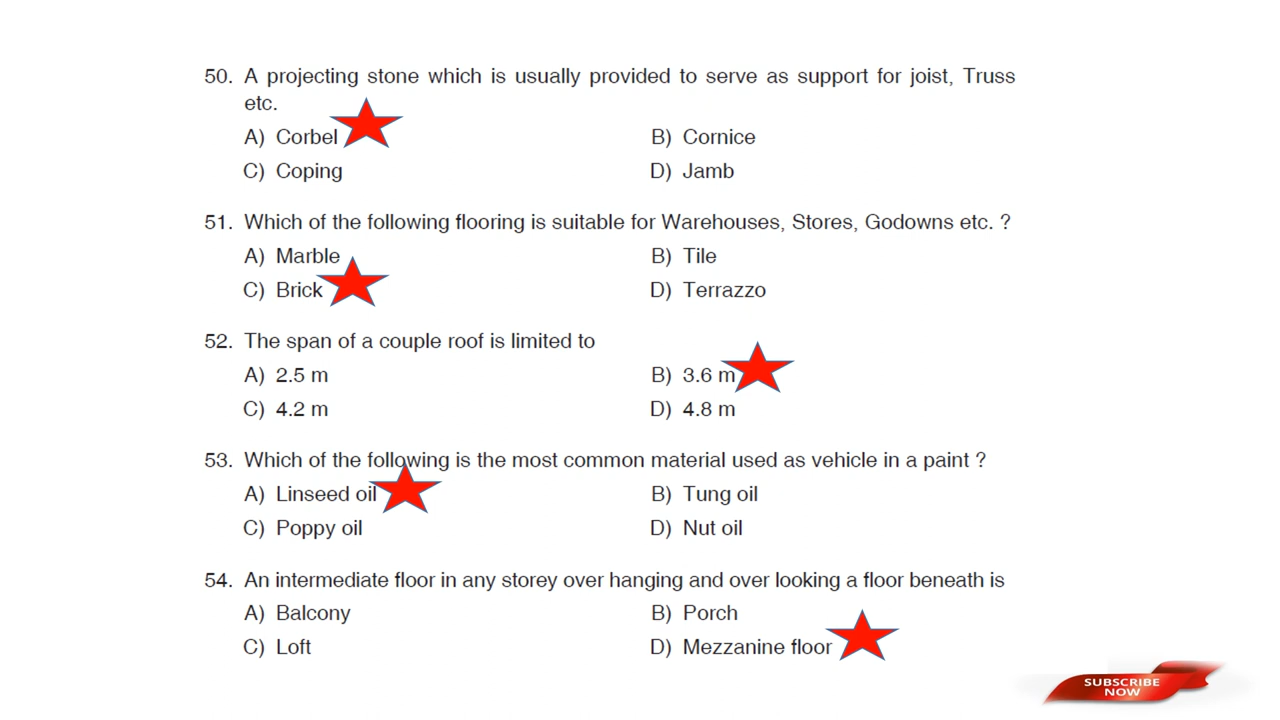 50. A projecting stone which is usually provided to serve as support for joist, Truss
etc.
A) Corbel B) Cornice
C) Coping D) Jamb
51. Which of the following flooring is suitable for Warehouses, Stores, Godowns etc. ?
A) Marble B) Tile
C) Brick D) Terrazzo
52. The span of a couple roof is limited to
A) 2.5 m B) 3.6 m
C) 4.2 m D) 4.8 m
53. Which of the following is the most common material used as vehicle in a paint ?
A) Linseed oil B) Tung oil
C) Poppy oil D) Nut oil
54. An intermediate floor in any storey over hanging and over looking a floor beneath is
A) Balcony B) Porch
C) Loft D) Mezzanine floor
SUBSCRIBE
NOW